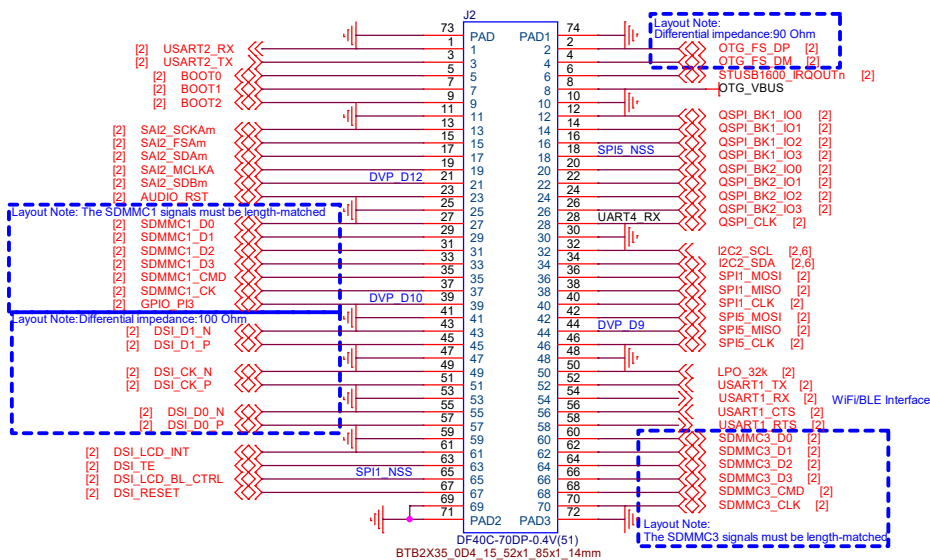 J2
73 PAD PAD1 74
[2] USART2_RX 1 1 2 2 OTG_FS_DP [2]
[2] USART2_TX 3 3 4 4 OTG_FS_DM [2]
[2] BOOT0 5 5 6 6 STUSB1600_IRQOUTn [2]
[2] BOOT1 7 7 8 8 OTG_VBUS
[2] BOOT2 9 9 10 10
11 11 12 12 QSPI_BK1_IO0 [2]
[2] SAI2_SCKAm 13 13 14 14 QSPI_BK1_IO1 [2]
[2] SAI2_FSAm 15 15 16 16 QSPI_BK1_IO2 [2]
[2] SAI2_SDAm 17 17 18 18 SPI5_NSS QSPI_BK1_IO3 [2]
[2] SAI2_MCLKA 19 19 20 20 QSPI_BK2_IO0 [2]
[2] SAI2_SDBm DVP_D12 21 21 22 22 QSPI_BK2_IO1 [2]
[2] AUDIO_RST 23 23 24 24 QSPI_BK2_IO2 [2]
25 25 26 26 QSPI_BK2_IO3 [2]
[2] SDMMC1_D0 27 27 28 28 UART4_RX QSPI_CLK [2]
[2] SDMMC1_D1 29 29 30 30
[2] SDMMC1_D2 31 31 32 32 I2C2_SCL [2,6]
[2] SDMMC1_D3 33 33 34 34 I2C2_SDA [2,6]
[2] SDMMC1_CMD 35 35 36 36 SPI1_MOSI [2]
[2] SDMMC1_CK 37 37 38 38 SPI1_MISO [2]
[2] GPIO_PI3 DVP_D10 39 39 40 40 SPI1_CLK [2]
41 41 42 42 SPI5_MOSI [2]
[2] DSI_D1_N 43 43 44 44 DVP_D9 SPI5_MISO [2]
[2] DSI_D1_P 45 45 46 46 SPI5_CLK [2]
47 47 48 48
[2] DSI_CK_N 49 49 50 50 LPO_32k [2]
[2] DSI_CK_P 51 51 52 52 USART1_TX [2]
53 53 54 54 USART1_RX [2]
[2] DSI_D0_N 55 55 56 56 USART1_CTS [2]
[2] DSI_D0_P 57 57 58 58 USART1_RTS [2]
59 59 60 60 SDMMC3_D0 [2]
[2] DSI_LCD_INT 61 61 62 62 SDMMC3_D1 [2]
[2] DSI_TE 63 63 64 64 SDMMC3_D2 [2]
[2] DSI_LCD_BL_CTRL SPI1_NSS 65 65 66 66 SDMMC3_D3 [2]
[2] DSI_RESET 67 67 68 68 SDMMC3_CMD [2]
69 69 70 70 SDMMC3_CLK [2]
71 PAD2 PAD3 72
DF40C-70DP-0.4V(51)
BTB2X35_0D4_15_52x1_85x1_14mm
Layout Note:
Differential impedance:90 Ohm
Layout Note: The SDMMC1 signals must be length-matched
Layout Note:Differential impedance:100 Ohm
WiFi/BLE Interface
Layout Note:
The SDMMC3 signals must be length-matched